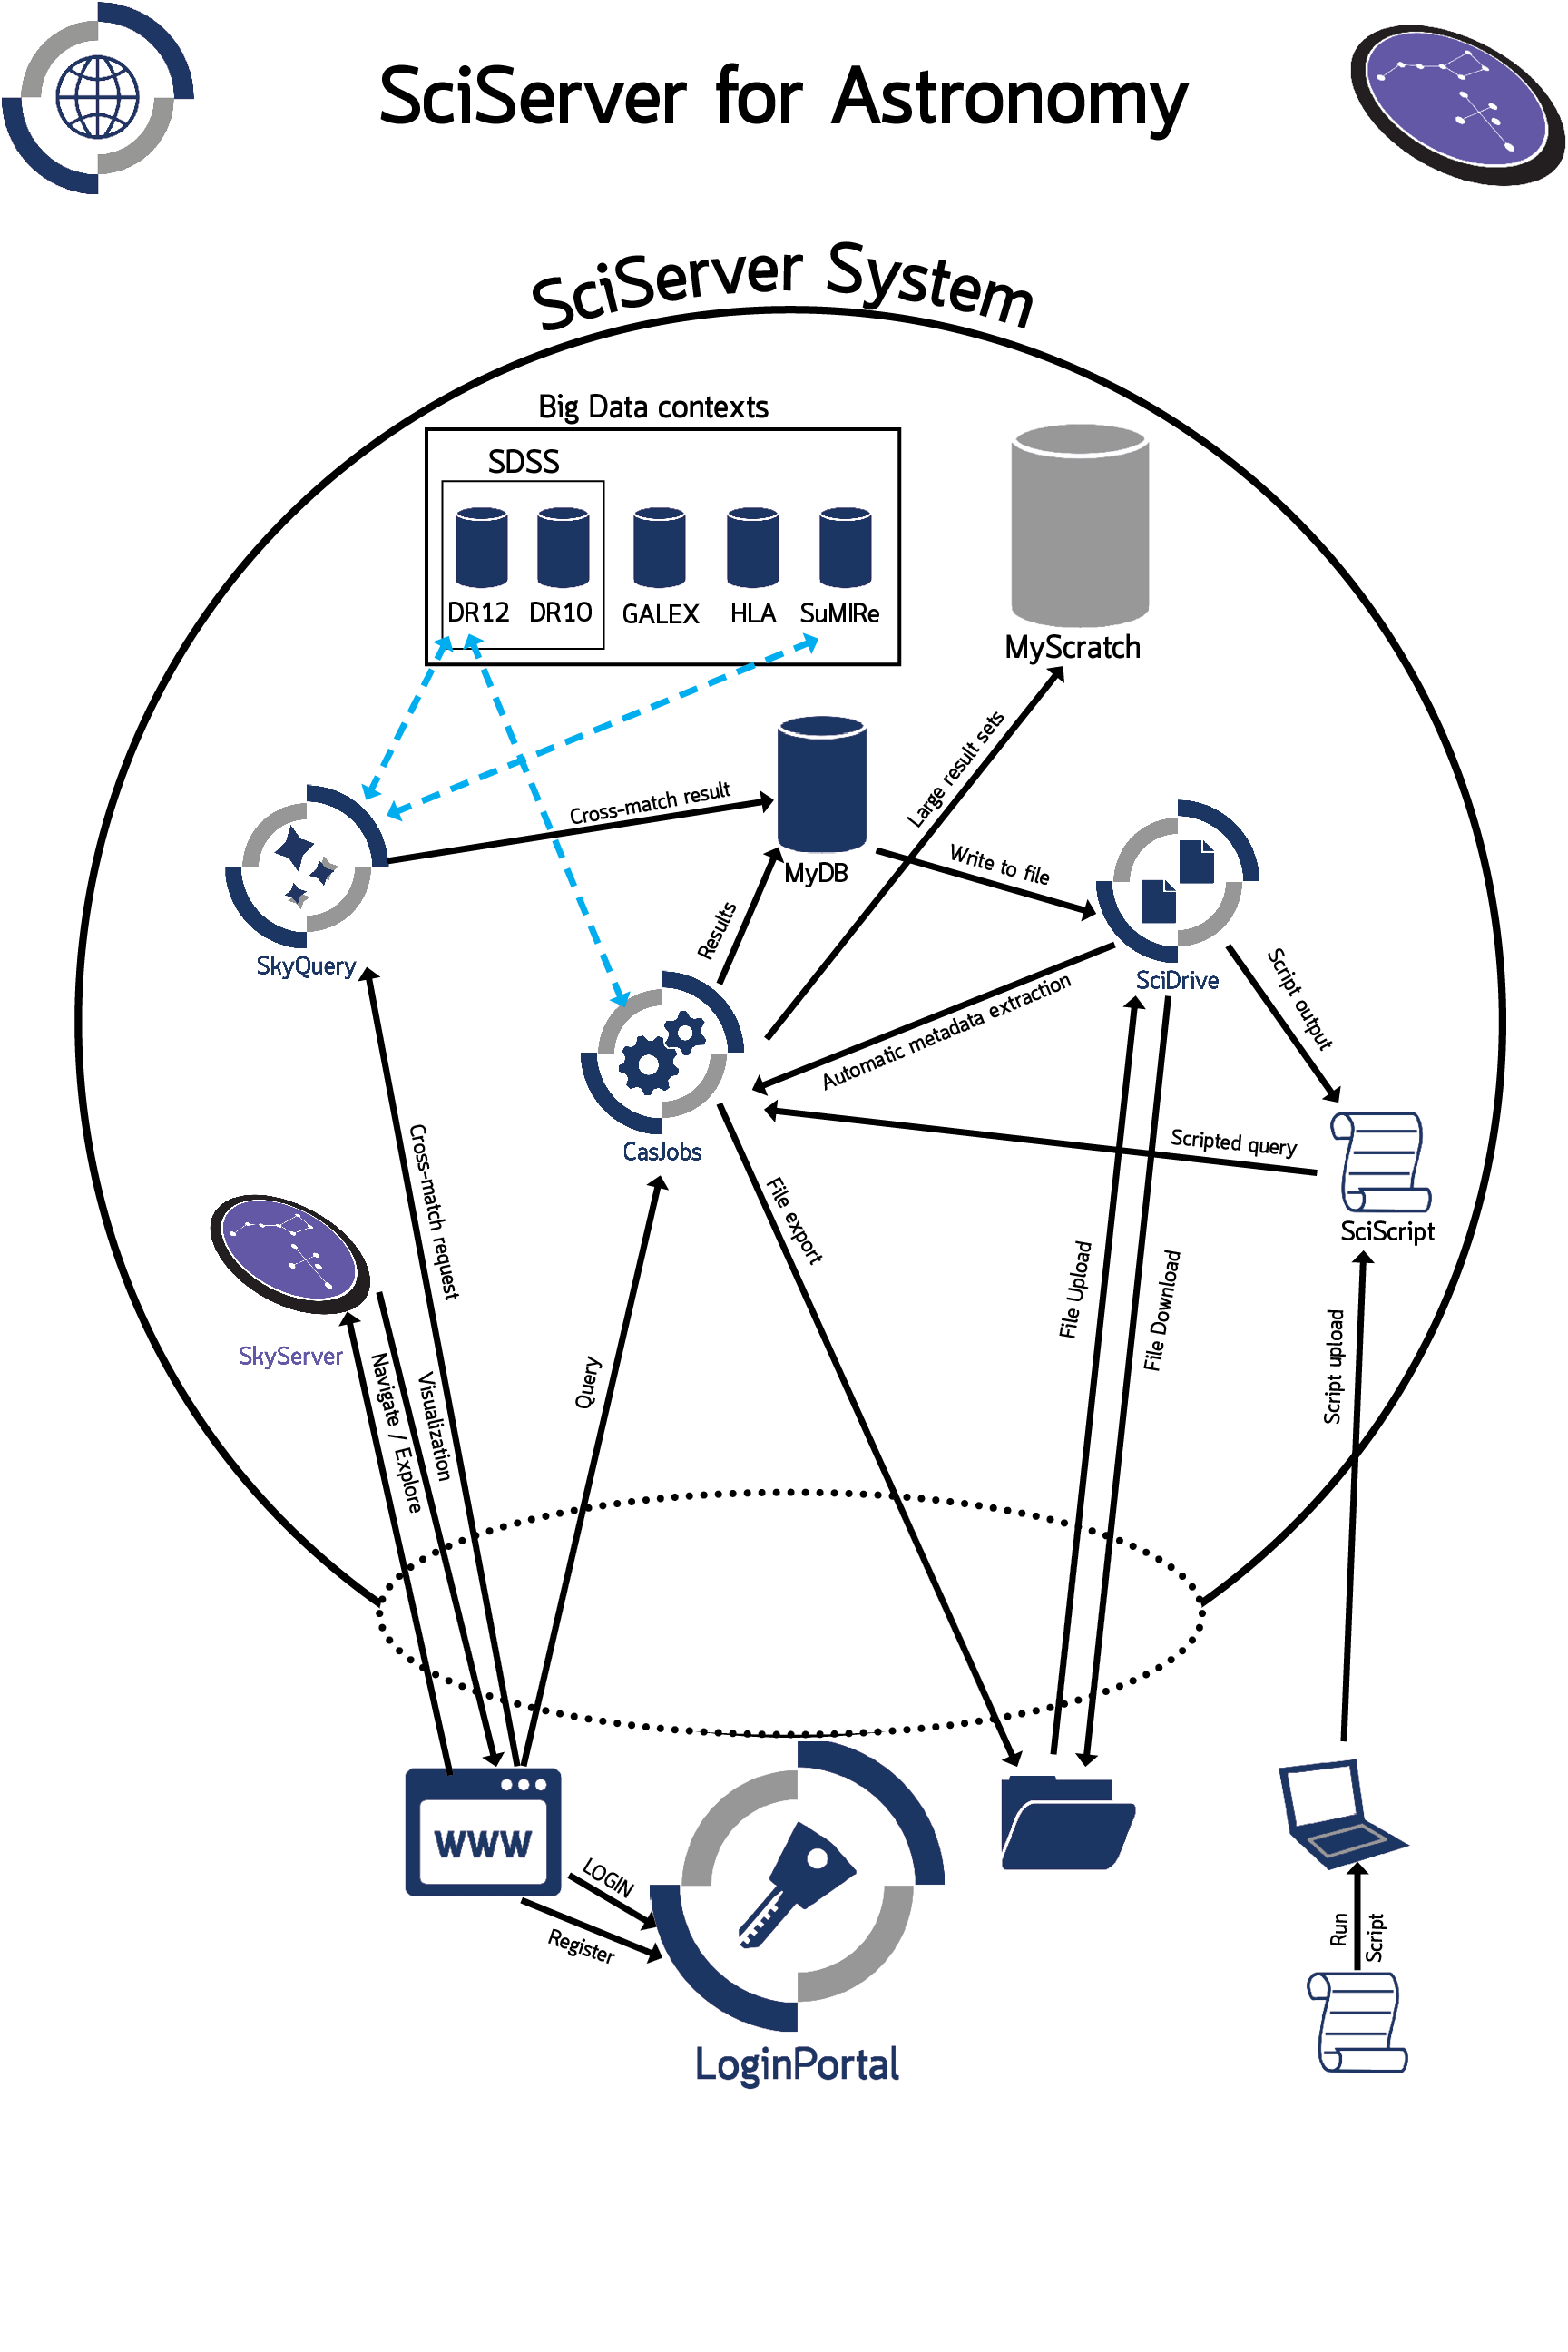 SciServer for Astronomy
SciServer System
Big Data contexts
SDSS
DR12
DR10
GALEX
HLA
SuMIRe
MyScratch
Large result sets
Cross-match result
MyDB
Write to file
Results
SkyQuery
SciDrive
Script output
Automatic metadata extraction
CasJobs
Scripted query
Cross-match request
File export
SciScript
File Upload
File Download
SkyServer
Script upload
Navigate / Explore
Visualization
Query
WWW
LOGIN
Register
Run
Script
LoginPortal